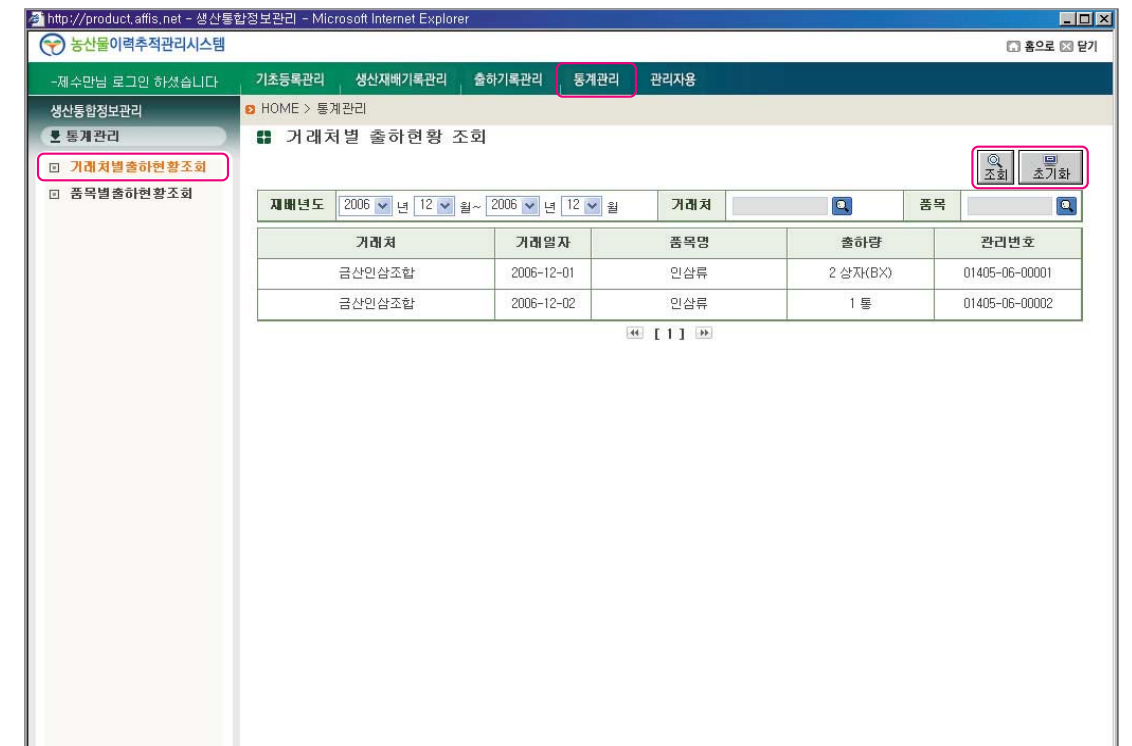 http://product.affis.net - 생산통합정보관리 - Microsoft Internet Explorer
농산물이력추적관리시스템 홈으로 닫기
-제수만님 로그인 하셨습니다 기초등록관리 생산재배기록관리 출하기록관리 통계관리 관리자용
생산통합정보관리 HOME > 통계관리
통계관리 거래처별 출하현황 조회
거래처별출하현황조회 조회 초기화
품목별출하현황조회
재배년도 2006 년 12 월~ 2006 년 12 월 거래처 품목
거래처 거래일자 품목명 출하량 관리번호
금산인삼조합 2006-12-01 인삼류 2 상자(BX) 01405-06-00001
금산인삼조합 2006-12-02 인삼류 1 통 01405-06-00002
[ 1 ]